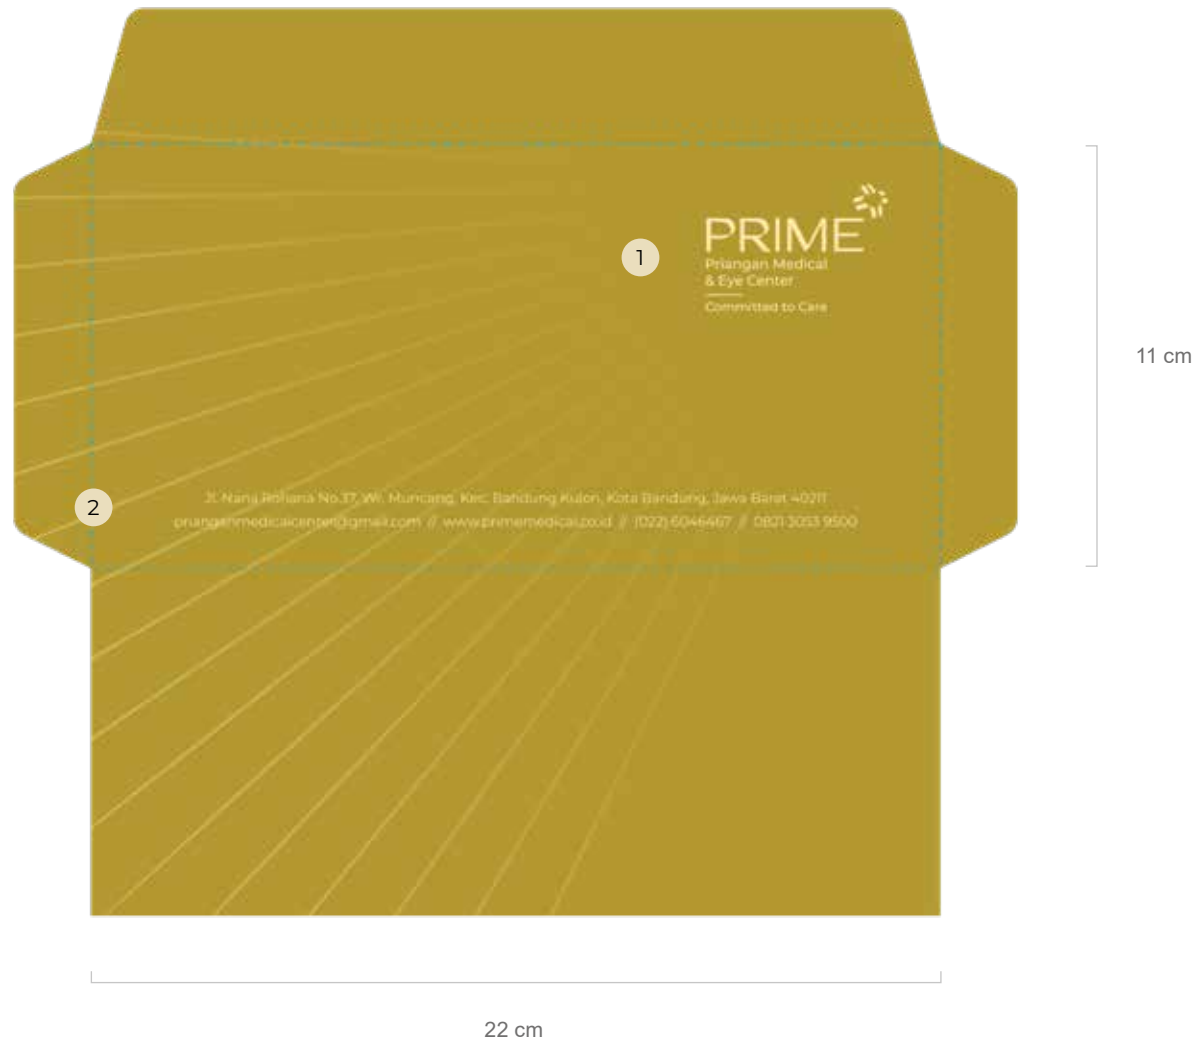 1
PRIME
Priangan Medical
& Eye Center
Committed to Care
11 cm
2
Jl. Nana Rohana No.37, Wr. Muncang, Kec. Bandung Kulon, Kota Bandung, Jawa Barat 40211
prianganmedicalcenter@gmail.com // www.primemedical.co.id // (022) 6046467 // 0821 3053 9500
22 cm